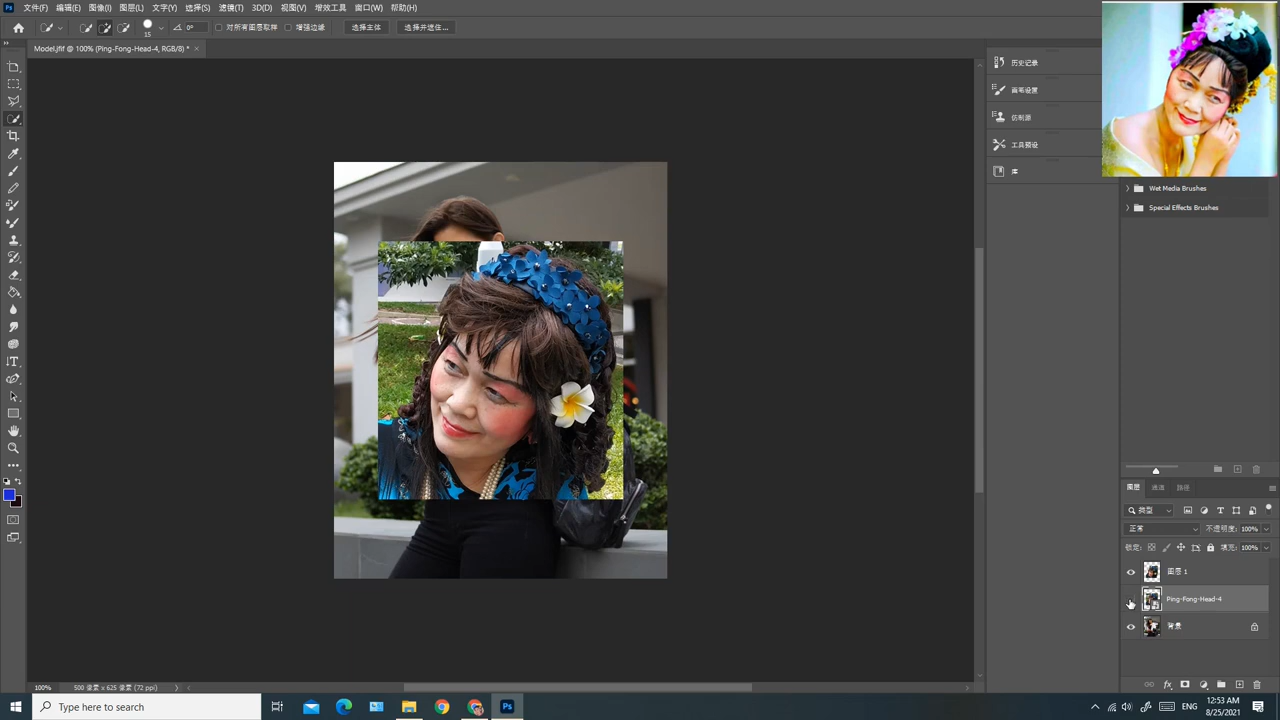 文件(F) 编辑(E) 图像(I) 图层(L) 文字(Y) 选择(S) 滤镜(T) 3D(D) 视图(V) 增效工具 窗口(W) 帮助(H)
15 0° 对所有图层取样 增强边缘 选择主体 选择并遮住...
Model.jfif @ 100% (Ping-Fong-Head-4, RGB/8) *
历史记录
画笔设置
仿制源
工具预设
库
Wet Media Brushes
Special Effects Brushes
图层 通道 路径
类型
正常 不透明度: 100%
锁定: 填充: 100%
图层 1
Ping-Fong-Head-4
背景
100% 500 像素 x 625 像素 (72 ppi)
Type here to search
ENG
12:53 AM
8/25/2021